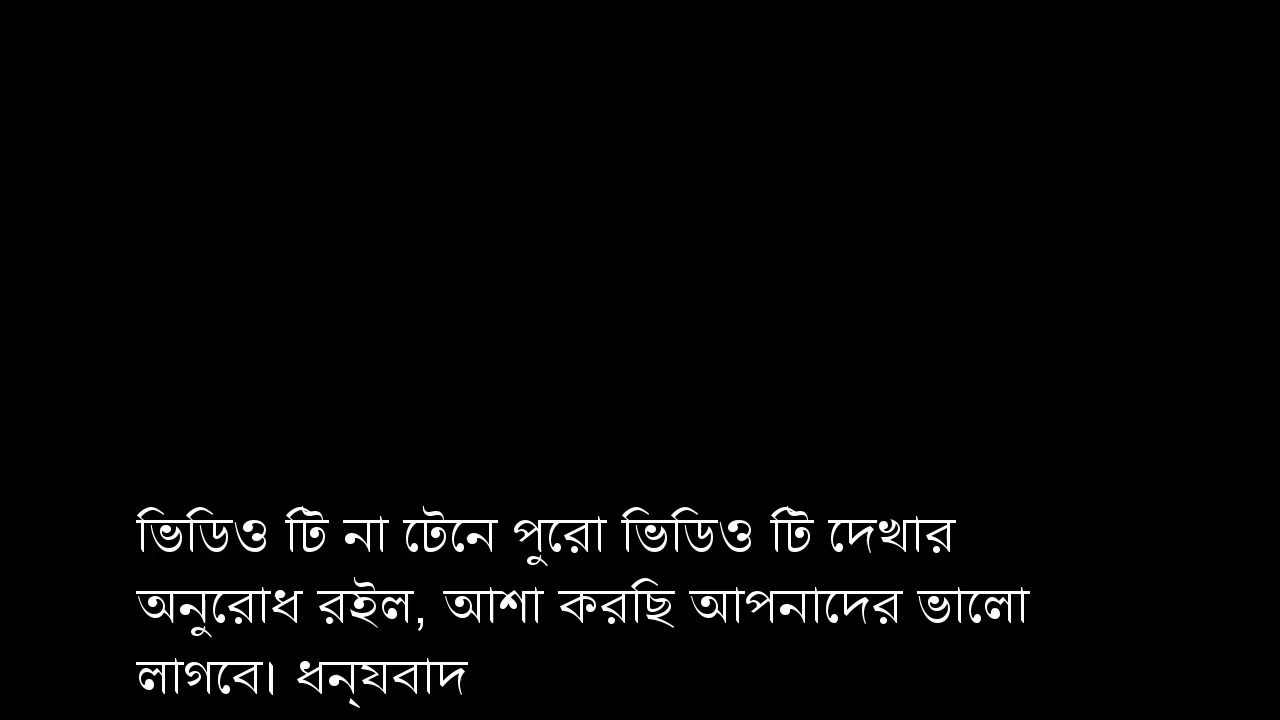 ভিডিও টি না টেনে পুরো ভিডিও টি দেখার
অনুরোধ রইল, আশা করছি আপনাদের ভালো
লাগবে। ধন্‌যবাদ